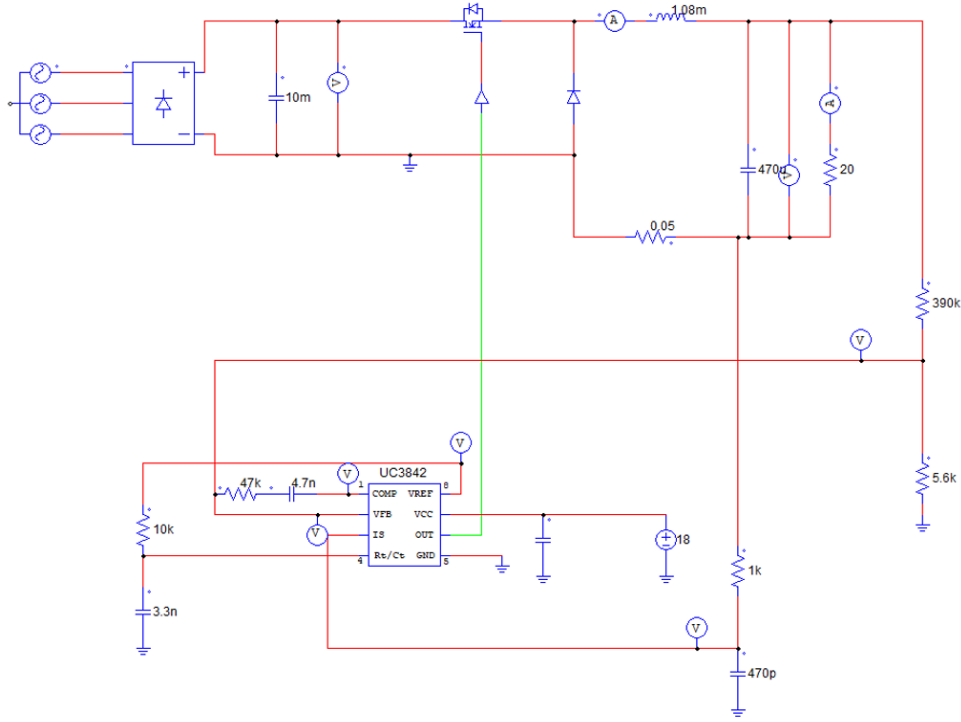 A
1.08m
+
10m
V
A
−
470u
V
20
0.05
390k
V
V
UC3842
V
47k
4.7n
1
COMP
VREF
8
5.6k
VFB
VCC
10k
V
IS
OUT
18
4
Rt/Ct
GND
5
1k
3.3n
V
470p